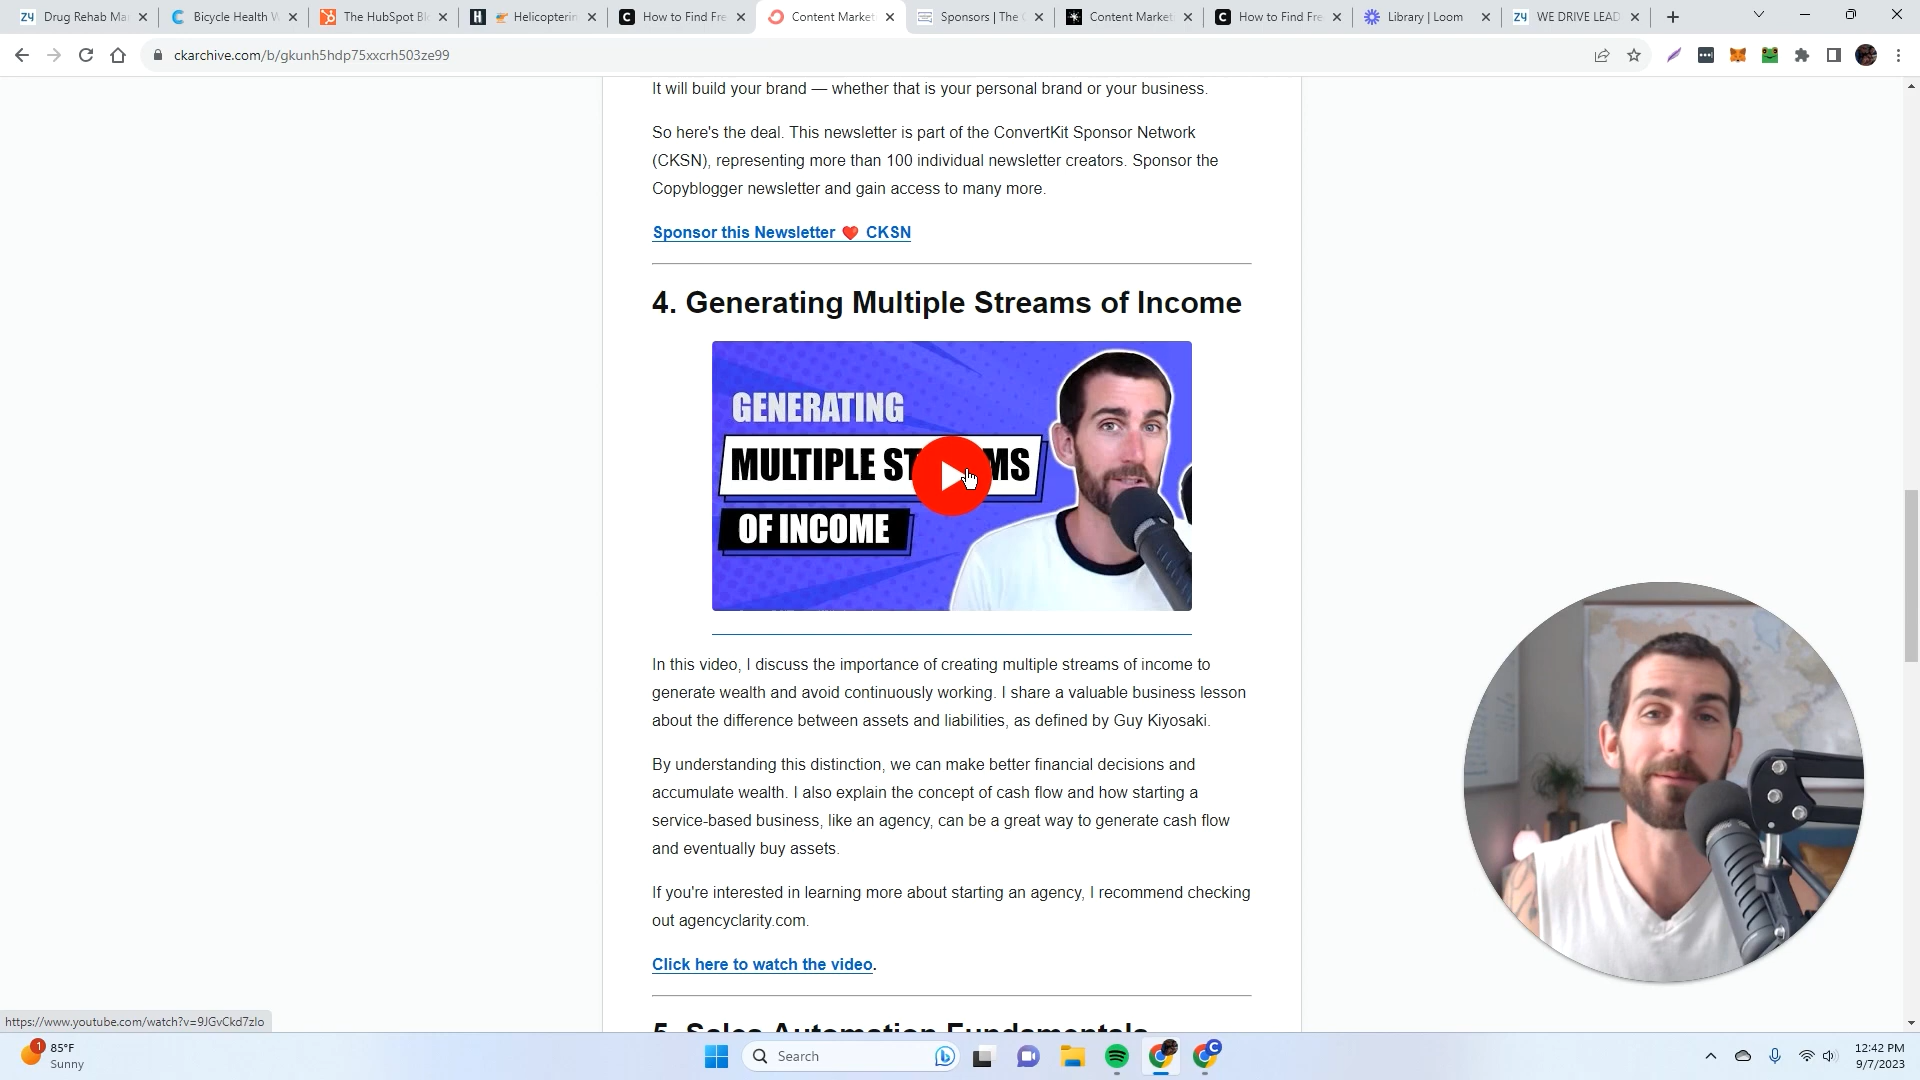 Drug Rehab Ma
Bicycle Health W
The HubSpot Bl
Helicopterin
How to Find Fre
Content Market
Sponsors | The C
Content Market
How to Find Fre
Library | Loom
WE DRIVE LEAD
ckarchive.com/b/gkunh5hdp75xxcrh503ze99
It will build your brand — whether that is your personal brand or your business.
So here's the deal. This newsletter is part of the ConvertKit Sponsor Network
(CKSN), representing more than 100 individual newsletter creators. Sponsor the
Copyblogger newsletter and gain access to many more.
Sponsor this Newsletter ❤️ CKSN
4. Generating Multiple Streams of Income
GENERATING
MULTIPLE ST MS
OF INCOME
In this video, I discuss the importance of creating multiple streams of income to
generate wealth and avoid continuously working. I share a valuable business lesson
about the difference between assets and liabilities, as defined by Guy Kiyosaki.
By understanding this distinction, we can make better financial decisions and
accumulate wealth. I also explain the concept of cash flow and how starting a
service-based business, like an agency, can be a great way to generate cash flow
and eventually buy assets.
If you're interested in learning more about starting an agency, I recommend checking
out agencyclarity.com.
Click here to watch the video.
5. Sales Automation Fundamentals
https://www.youtube.com/watch?v=9JGvCkd7zlo
1
85°F
Sunny
Search
12:42 PM
9/7/2023